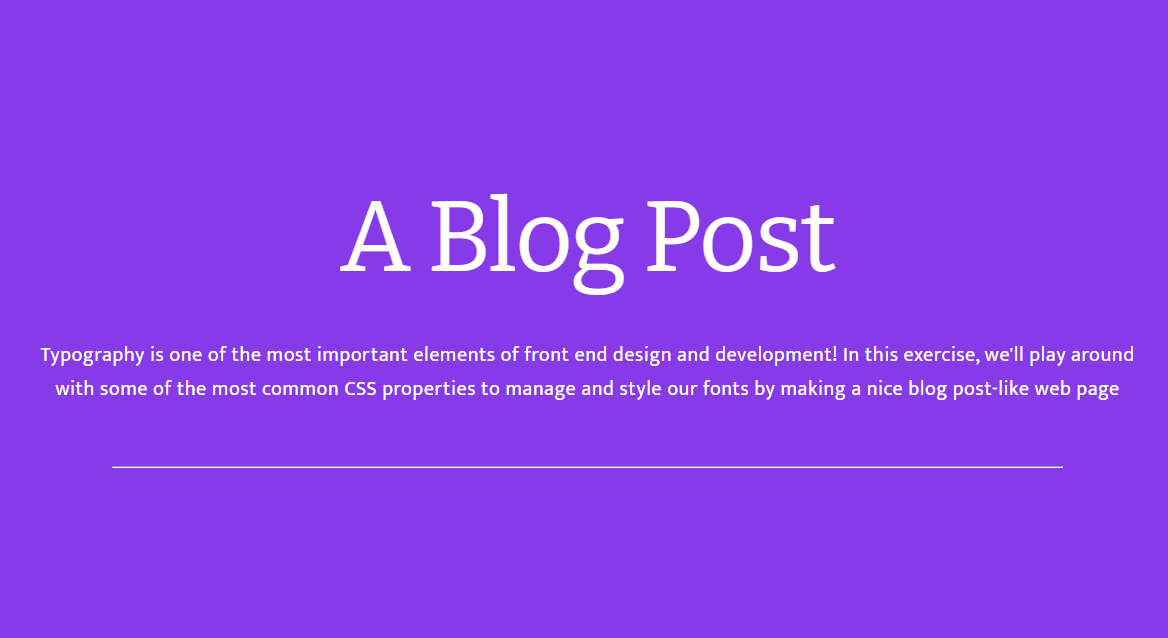 A Blog Post
Typography is one of the most important elements of front end design and development! In this exercise, we'll play around
with some of the most common CSS properties to manage and style our fonts by making a nice blog post-like web page